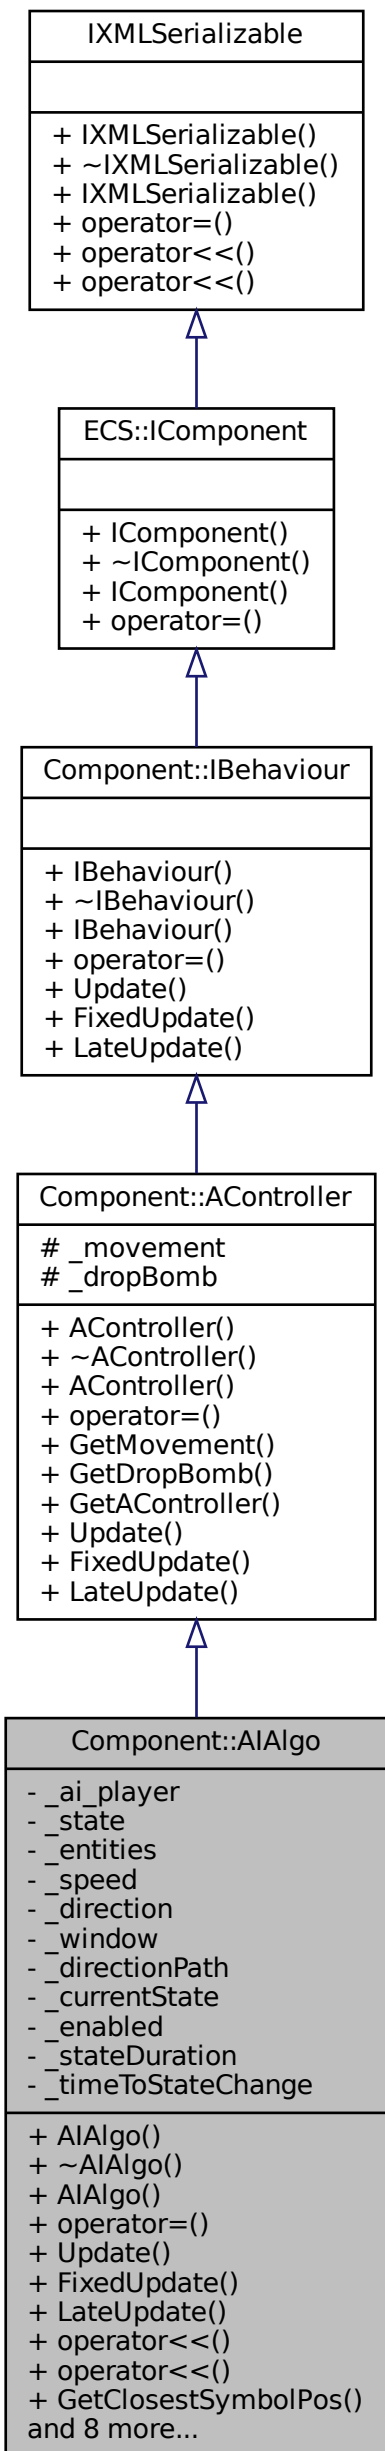 IXMLSerializable
+ IXMLSerializable()
+ ~IXMLSerializable()
+ IXMLSerializable()
+ operator=()
+ operator<<()
+ operator<<()
ECS::IComponent
+ IComponent()
+ ~IComponent()
+ IComponent()
+ operator=()
Component::IBehaviour
+ IBehaviour()
+ ~IBehaviour()
+ IBehaviour()
+ operator=()
+ Update()
+ FixedUpdate()
+ LateUpdate()
Component::AController
# _movement
# _dropBomb
+ AController()
+ ~AController()
+ AController()
+ operator=()
+ GetMovement()
+ GetDropBomb()
+ GetAController()
+ Update()
+ FixedUpdate()
+ LateUpdate()
Component::AIAlgo
- _ai_player
- _state
- _entities
- _speed
- _direction
- _window
- _directionPath
- _currentState
- _enabled
- _stateDuration
- _timeToStateChange
+ AIAlgo()
+ ~AIAlgo()
+ AIAlgo()
+ operator=()
+ Update()
+ FixedUpdate()
+ LateUpdate()
+ operator<<()
+ operator<<()
+ GetClosestSymbolPos()
and 8 more...